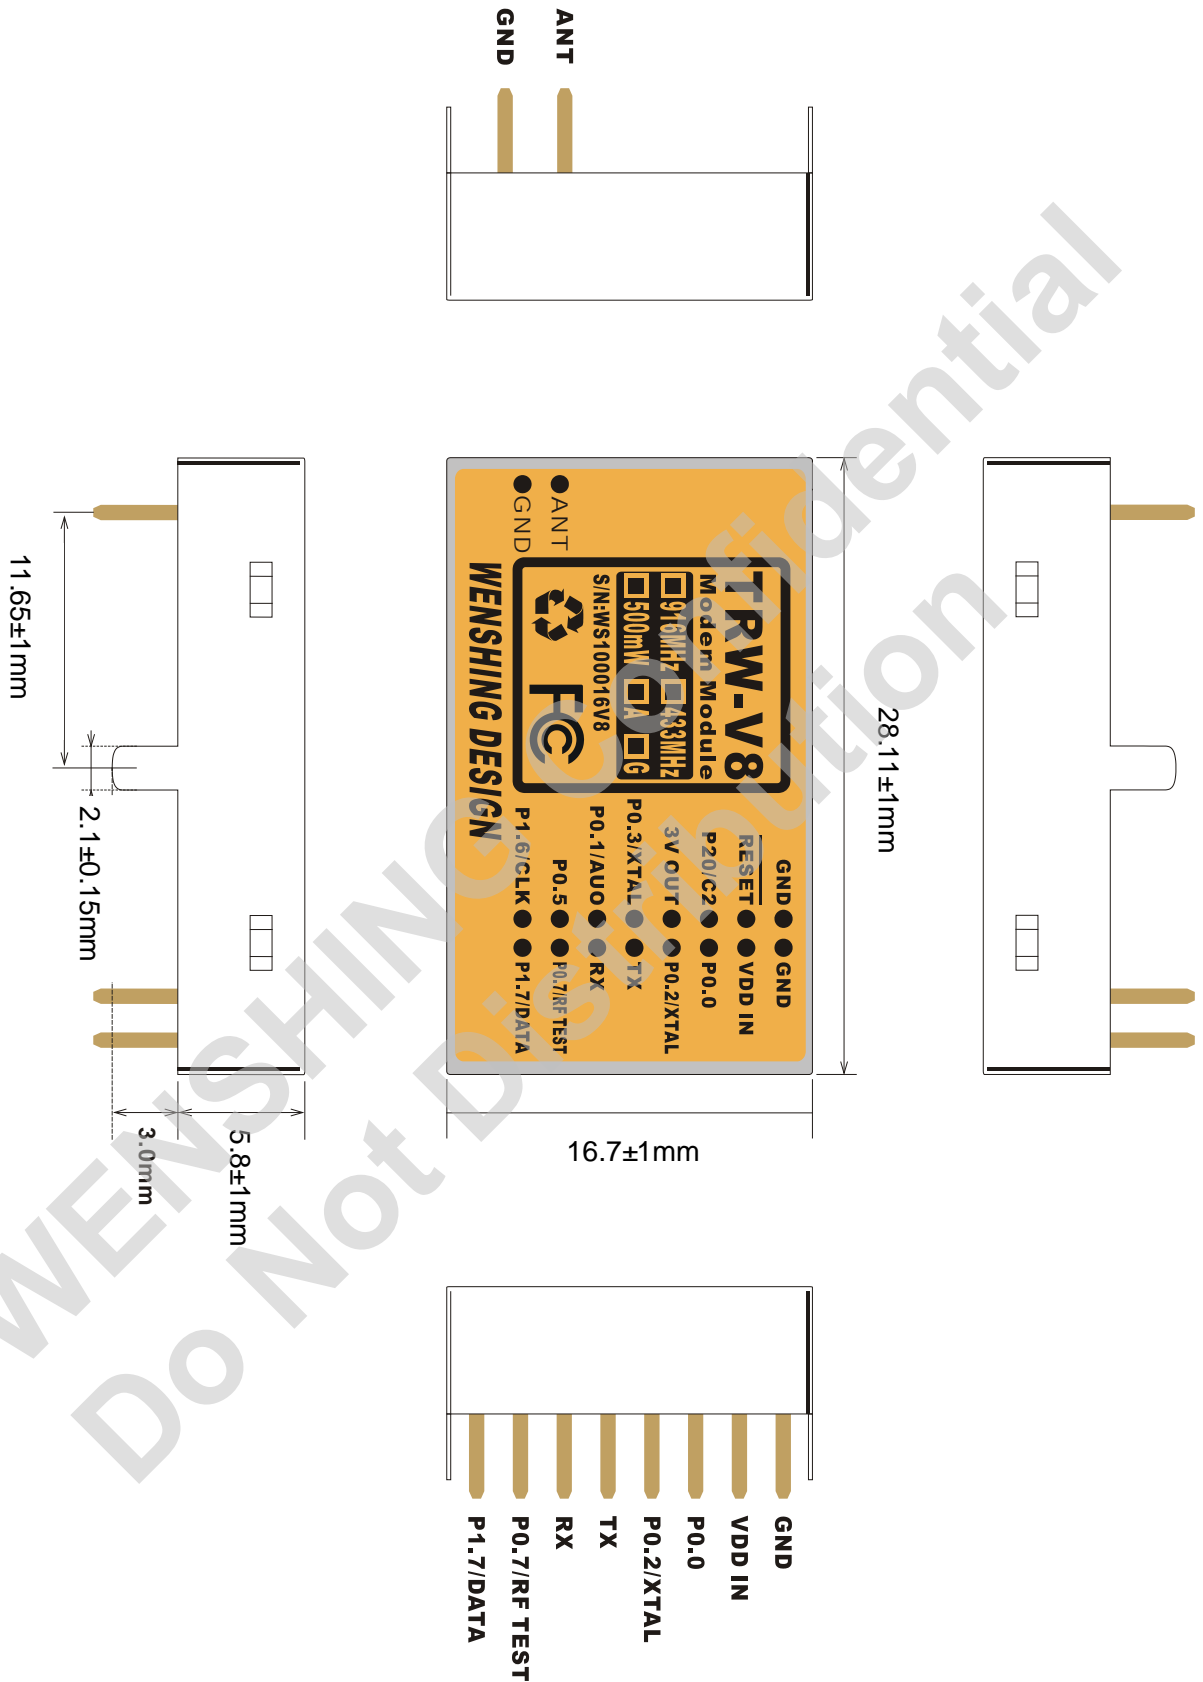 GND
ANT
TRW-V8
Modem Module
916MHz 433MHz
500mW A G
S/N:WS100016V8
FC
WENSHING DESIGN
ANT
GND
GND GND
RESET VDD IN
P20/C2 P0.0
3V OUT P0.2/XTAL
P0.3/XTAL TX
P0.1/AUO RX
P0.5 P0.7/RF TEST
P1.6/CLK P1.7/DATA
28.11±1mm
16.7±1mm
11.65±1mm
2.1±0.15mm
3.0mm
5.8±1mm
GND
VDD IN
P0.0
P0.2/XTAL
TX
RX
P0.7/RF TEST
P1.7/DATA
WENSHING Confidential
Do Not Distribution